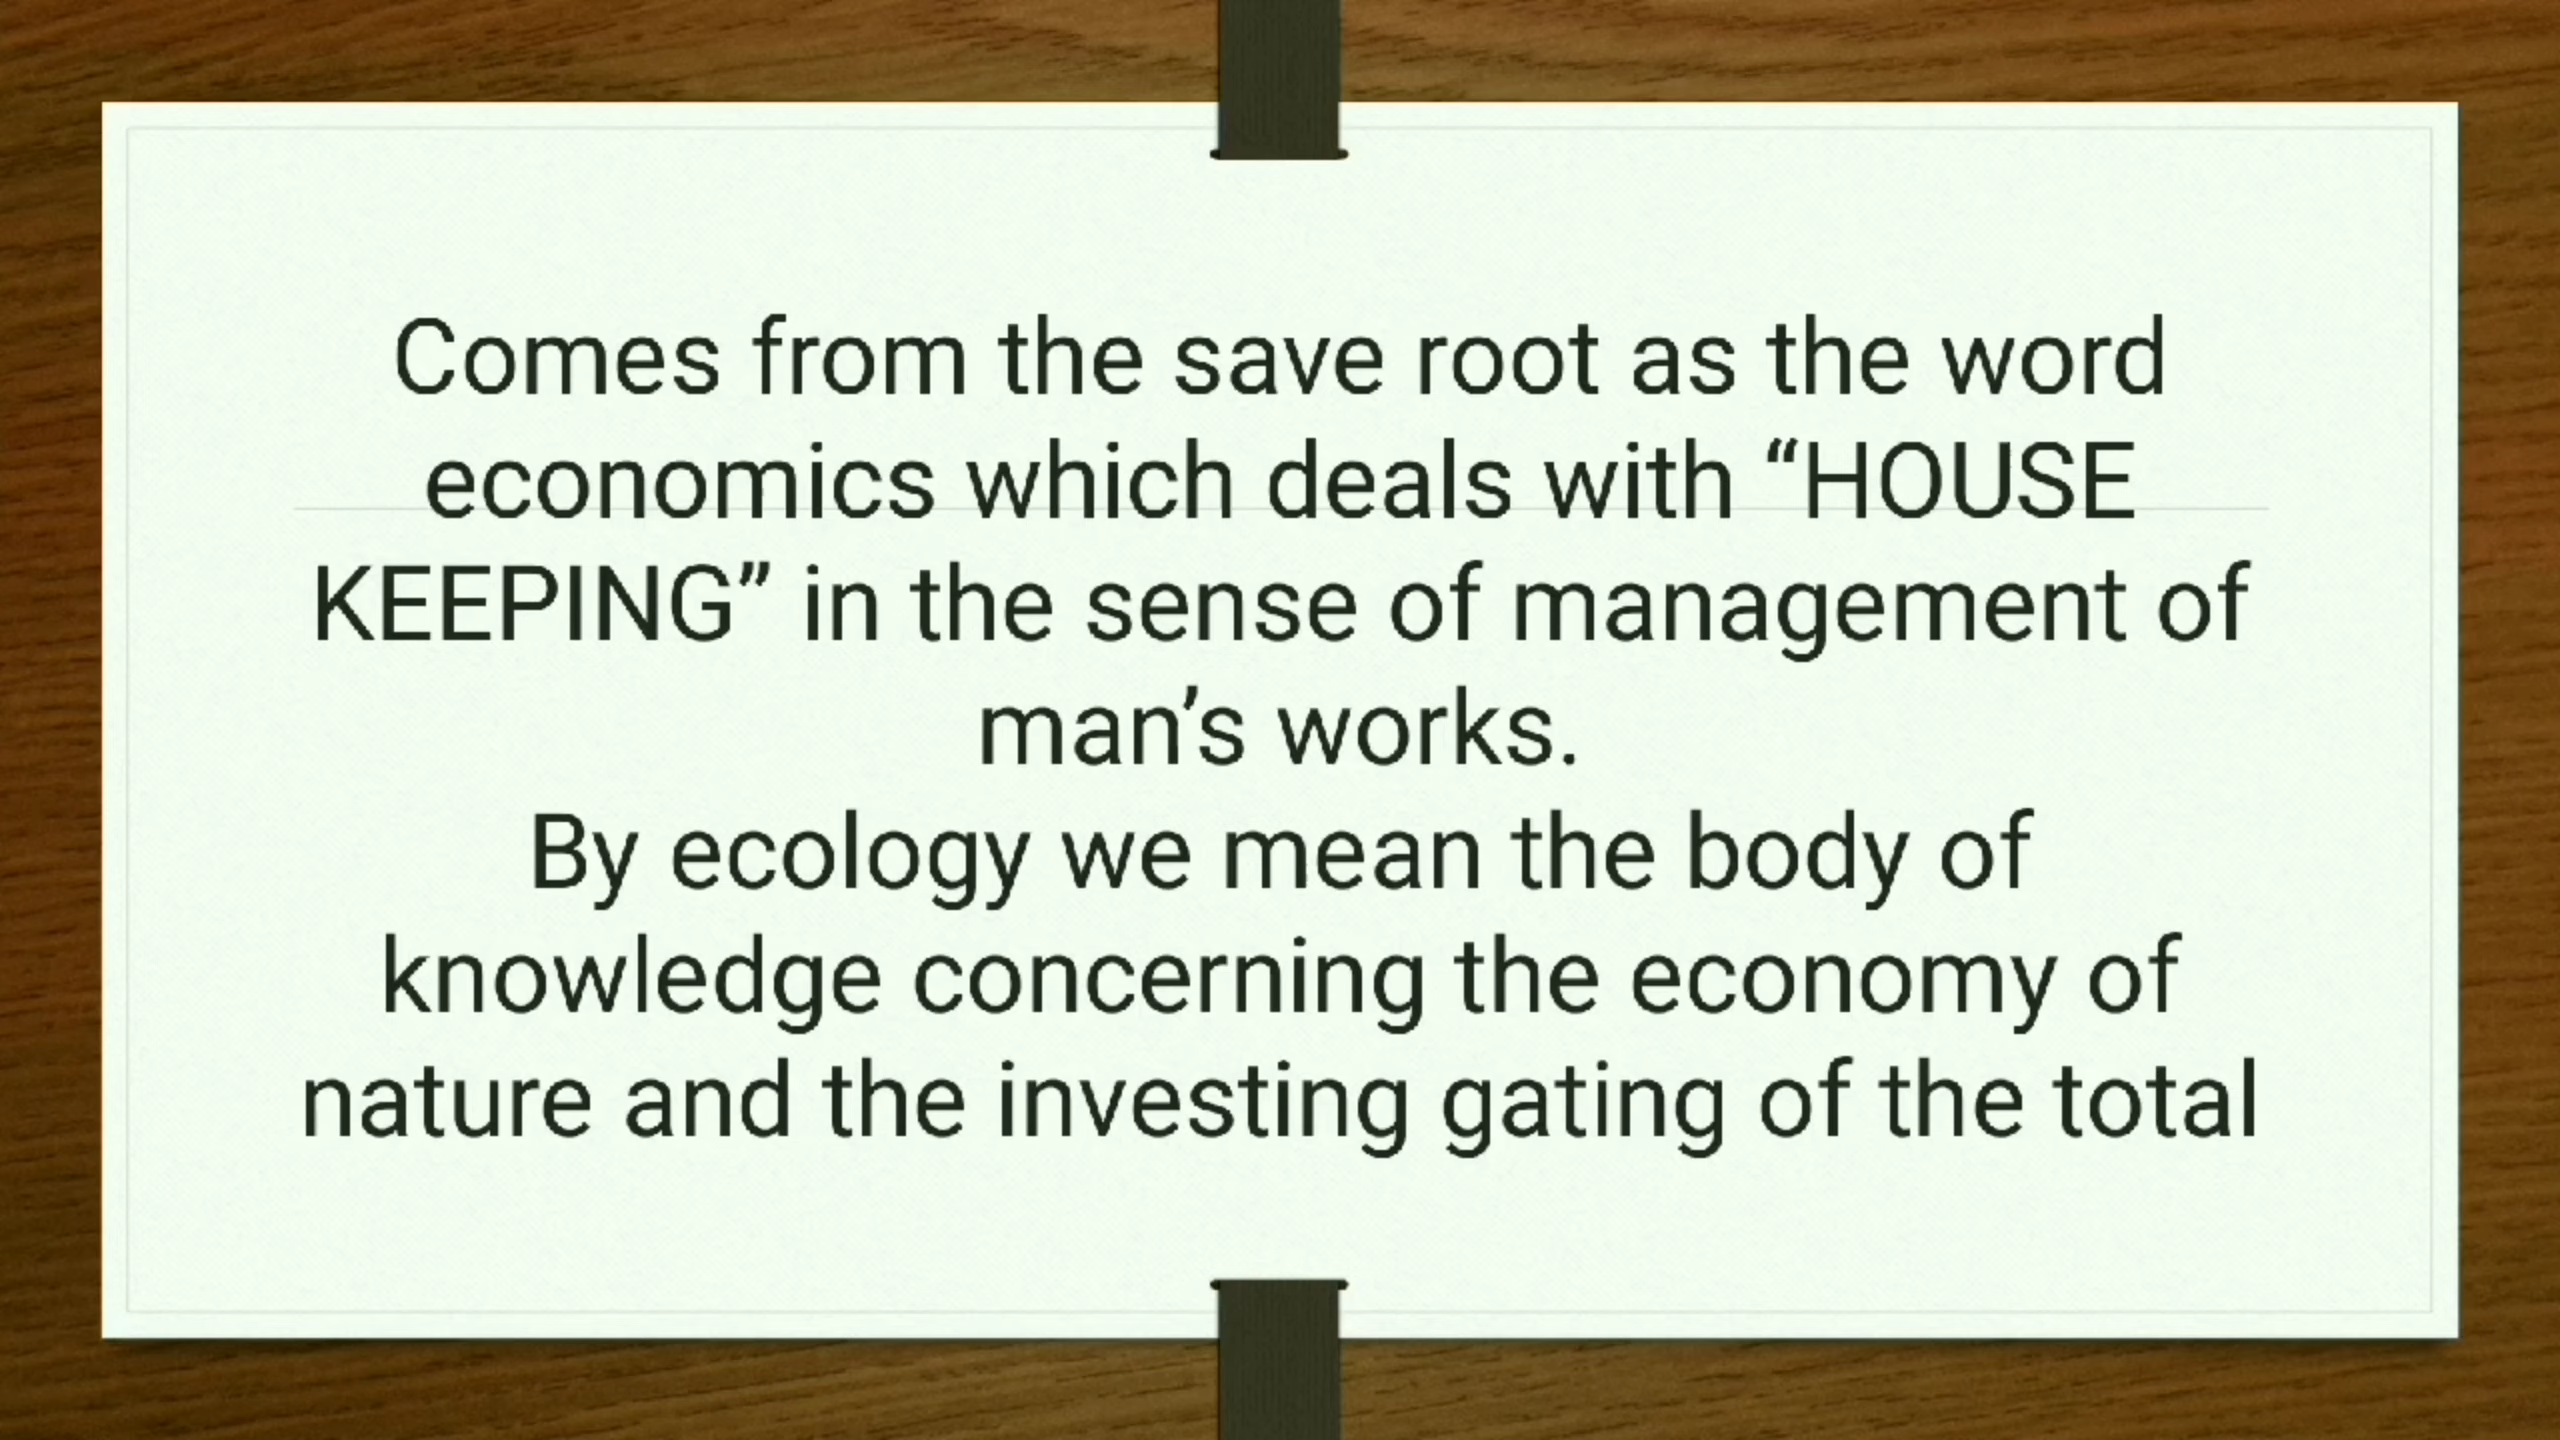 Comes from the save root as the word
economics which deals with “HOUSE
KEEPING” in the sense of management of
man’s works.
By ecology we mean the body of
knowledge concerning the economy of
nature and the investing gating of the total